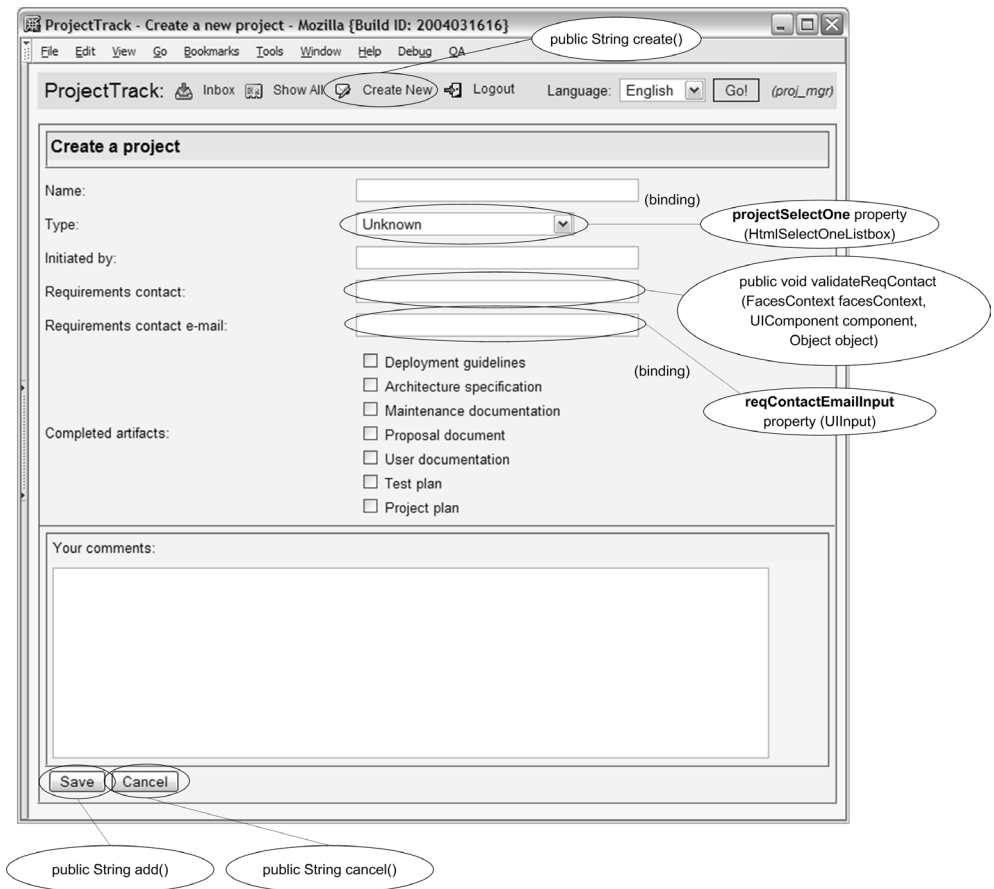 ProjectTrack - Create a new project - Mozilla {Build ID: 2004031616}
public String create()
File Edit View Go Bookmarks Tools Window Help Debug QA
ProjectTrack: Inbox Show All Create New Logout Language: English Go! (proj_mgr)
Create a project
Name:
(binding)
Type: Unknown
projectSelectOne property
(HtmlSelectOneListbox)
Initiated by:
Requirements contact:
public void validateReqContact
(FacesContext facesContext,
UIComponent component,
Object object)
Requirements contact e-mail:
(binding)
reqContactEmailInput
property (UIInput)
Completed artifacts:
Deployment guidelines
Architecture specification
Maintenance documentation
Proposal document
User documentation
Test plan
Project plan
Your comments:
Save Cancel
public String add()
public String cancel()